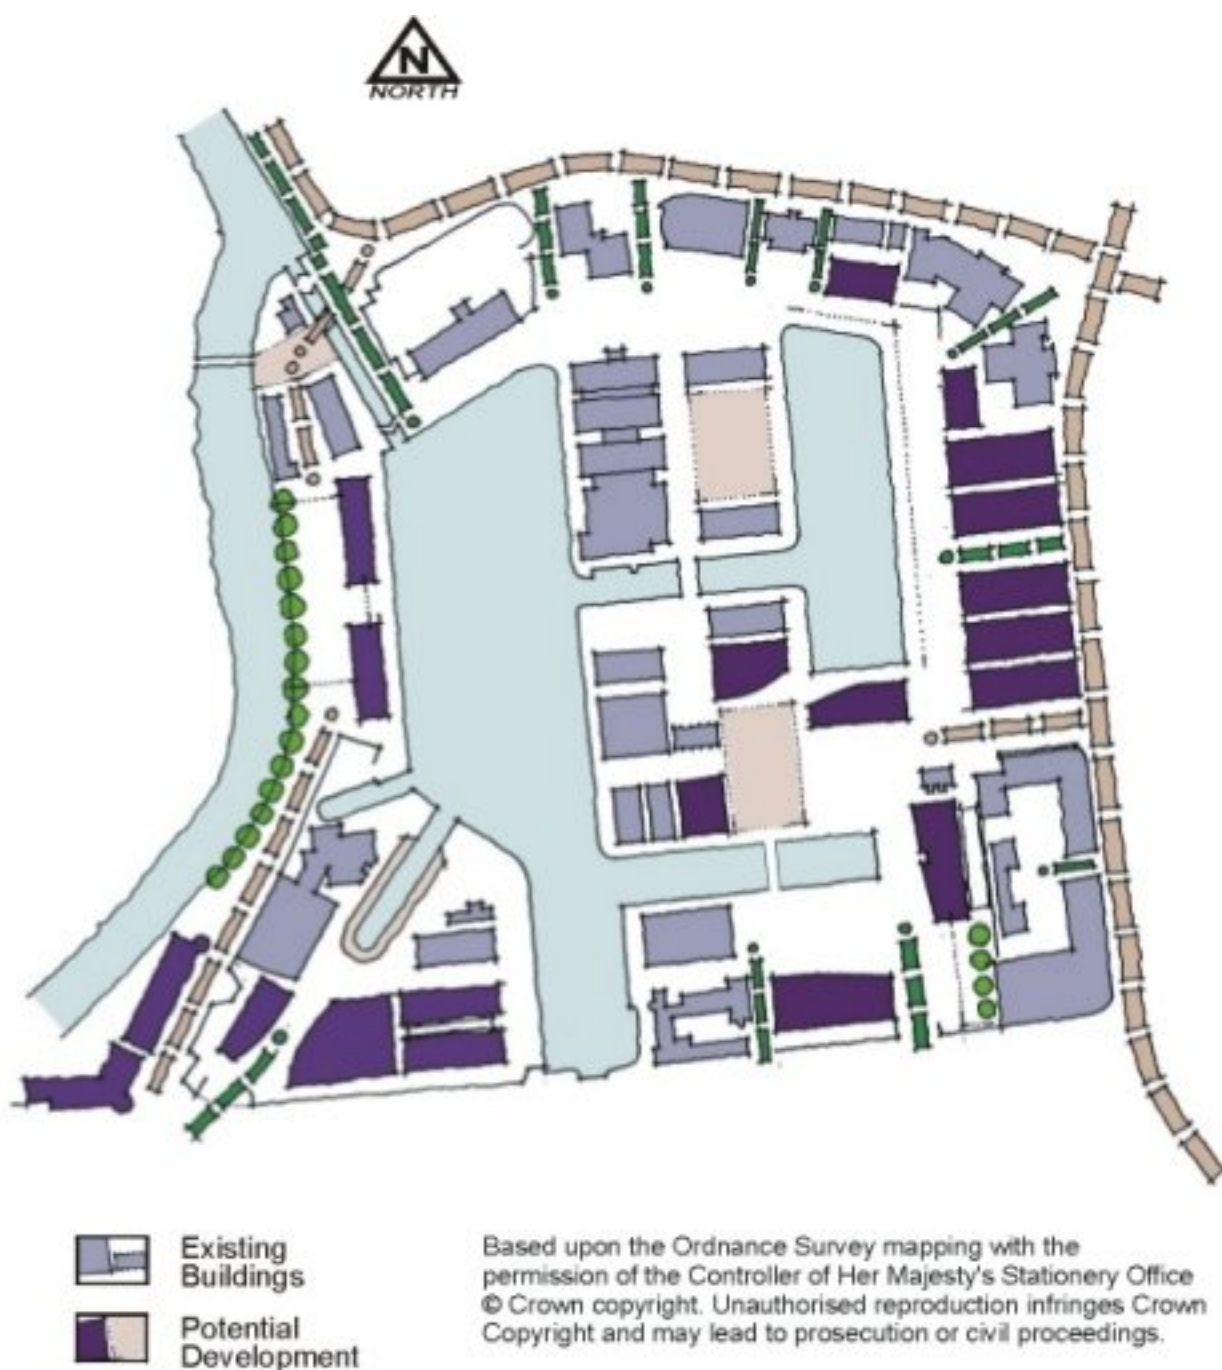 N
NORTH
Existing
Buildings
Potential
Development
Based upon the Ordnance Survey mapping with the
permission of the Controller of Her Majesty's Stationery Office
© Crown copyright. Unauthorised reproduction infringes Crown
Copyright and may lead to prosecution or civil proceedings.